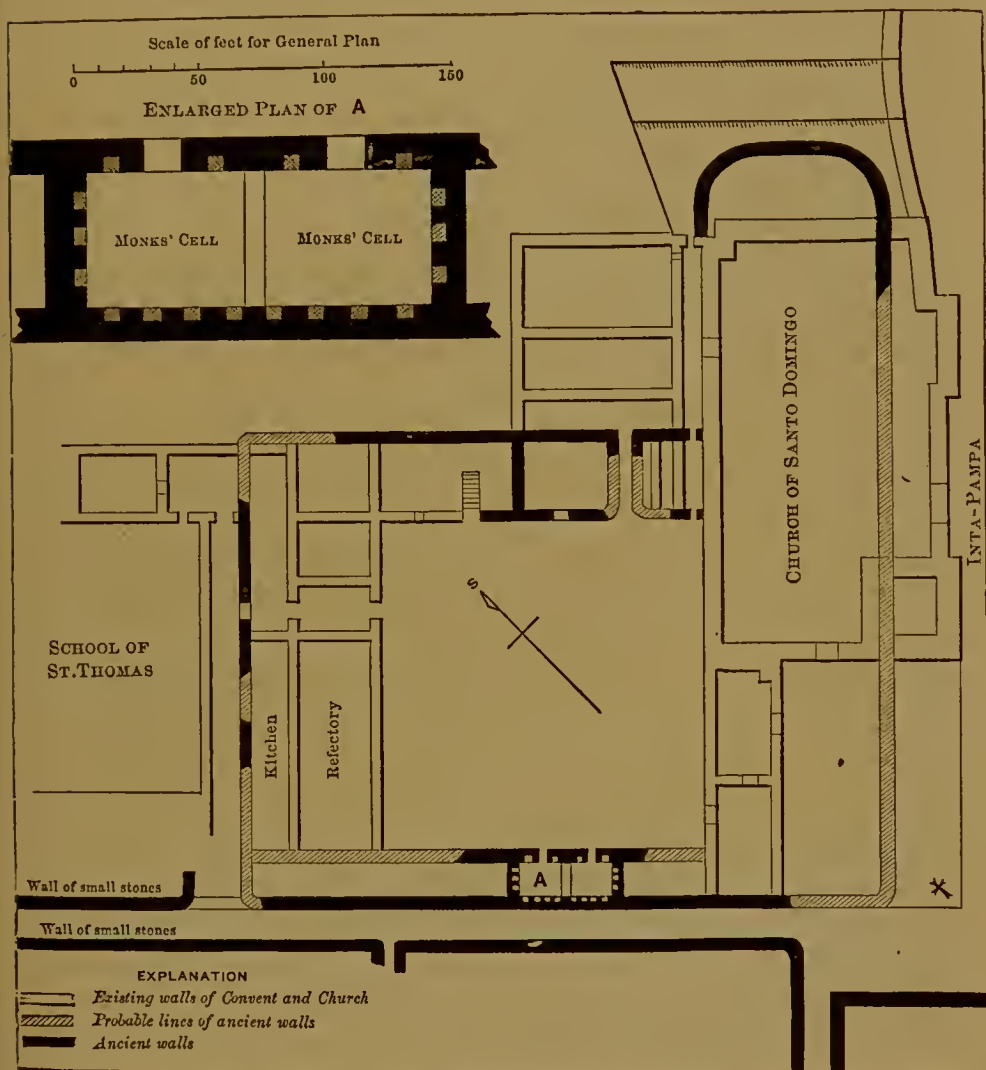 Scale of feet for General Plan
0 50 100 150
ENLARGED PLAN OF A
MONKS' CELL
MONKS' CELL
CHURCH OF SANTO DOMINGO
INTA-PAMPA
S
SCHOOL OF
ST. THOMAS
Kitchen
Refectory
A
Wall of small stones
Wall of small stones
EXPLANATION
Existing walls of Convent and Church
Probable lines of ancient walls
Ancient walls